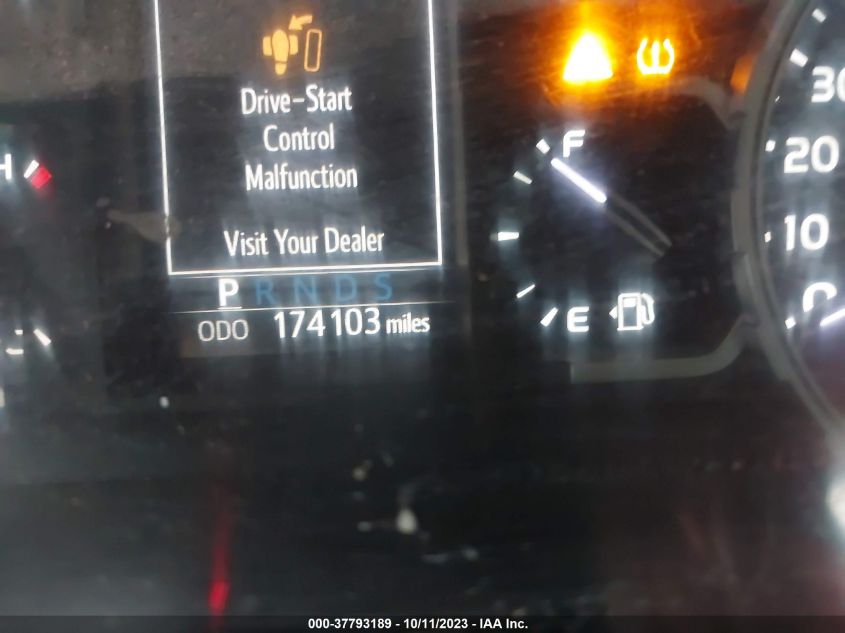 Drive-Start
Control
Malfunction
Visit Your Dealer
P R N D S
ODO 174103 miles
H
F
E
30
20
10
0
000-37793189 - 10/11/2023 - IAA Inc.